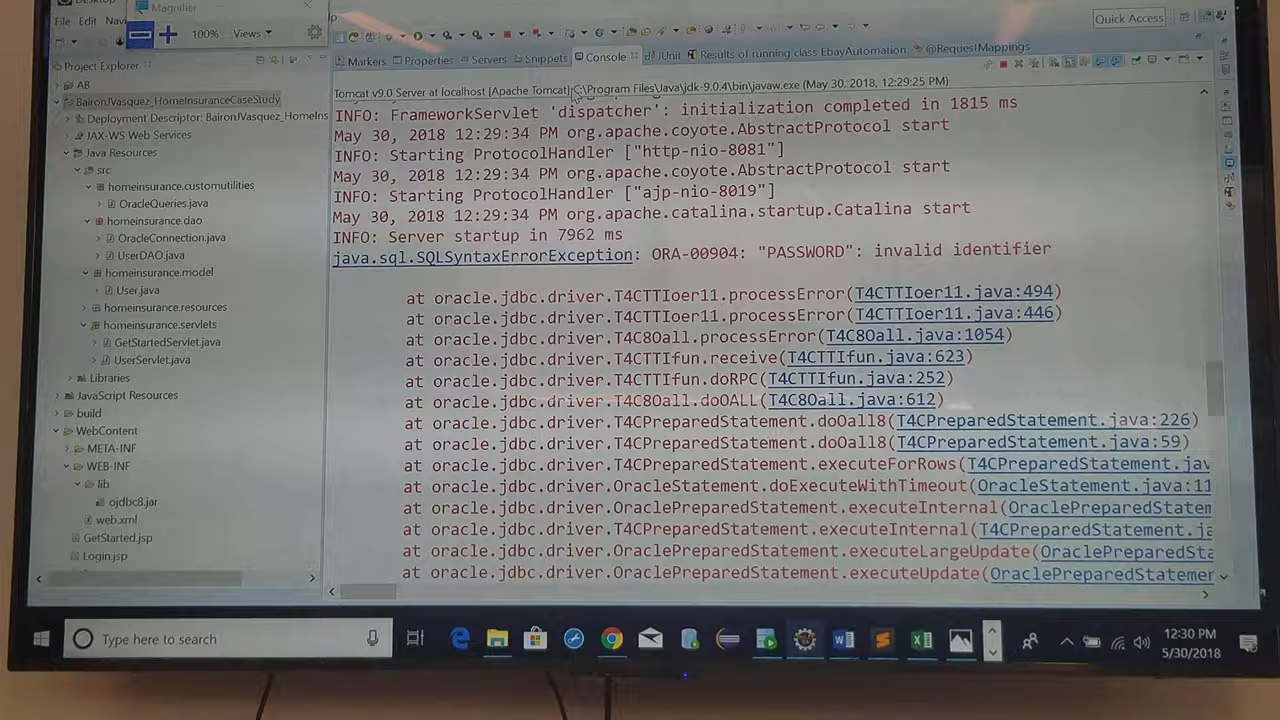 Magnifier
File Edit Navi
100% Views
Quick Access
Markers Properties Servers Snippets Console JUnit Results of running class EbayAutomation @RequestMappings
Project Explorer
AB
BaironJVasquez_HomeInsuranceCaseStudy
Deployment Descriptor: BaironJVasquez_HomeIns
JAX-WS Web Services
Java Resources
src
homeinsurance.customutilities
OracleQueries.java
homeinsurance.dao
OracleConnection.java
UserDAO.java
homeinsurance.model
User.java
homeinsurance.resources
homeinsurance.servlets
GetStartedServlet.java
UserServlet.java
Libraries
JavaScript Resources
build
WebContent
META-INF
WEB-INF
lib
ojdbc8.jar
web.xml
GetStarted.jsp
Login.jsp
Tomcat v9.0 Server at localhost [Apache Tomcat] C:\Program Files\Java\jdk-9.0.4\bin\javaw.exe (May 30, 2018, 12:29:25 PM)
INFO: FrameworkServlet 'dispatcher': initialization completed in 1815 ms
May 30, 2018 12:29:34 PM org.apache.coyote.AbstractProtocol start
INFO: Starting ProtocolHandler ["http-nio-8081"]
May 30, 2018 12:29:34 PM org.apache.coyote.AbstractProtocol start
INFO: Starting ProtocolHandler ["ajp-nio-8019"]
May 30, 2018 12:29:34 PM org.apache.catalina.startup.Catalina start
INFO: Server startup in 7962 ms
java.sql.SQLSyntaxErrorException: ORA-00904: "PASSWORD": invalid identifier
at oracle.jdbc.driver.T4CTTIoer11.processError(T4CTTIoer11.java:494)
at oracle.jdbc.driver.T4CTTIoer11.processError(T4CTTIoer11.java:446)
at oracle.jdbc.driver.T4C8Oall.processError(T4C8Oall.java:1054)
at oracle.jdbc.driver.T4CTTIfun.receive(T4CTTIfun.java:623)
at oracle.jdbc.driver.T4CTTIfun.doRPC(T4CTTIfun.java:252)
at oracle.jdbc.driver.T4C8Oall.doOALL(T4C8Oall.java:612)
at oracle.jdbc.driver.T4CPreparedStatement.doOall8(T4CPreparedStatement.java:226)
at oracle.jdbc.driver.T4CPreparedStatement.doOall8(T4CPreparedStatement.java:59)
at oracle.jdbc.driver.T4CPreparedStatement.executeForRows(T4CPreparedStatement.jav
at oracle.jdbc.driver.OracleStatement.doExecuteWithTimeout(OracleStatement.java:11
at oracle.jdbc.driver.OraclePreparedStatement.executeInternal(OraclePreparedStatem
at oracle.jdbc.driver.T4CPreparedStatement.executeInternal(T4CPreparedStatement.ja
at oracle.jdbc.driver.OraclePreparedStatement.executeLargeUpdate(OraclePreparedSta
at oracle.jdbc.driver.OraclePreparedStatement.executeUpdate(OraclePreparedStatemer
Type here to search
12:30 PM
5/30/2018